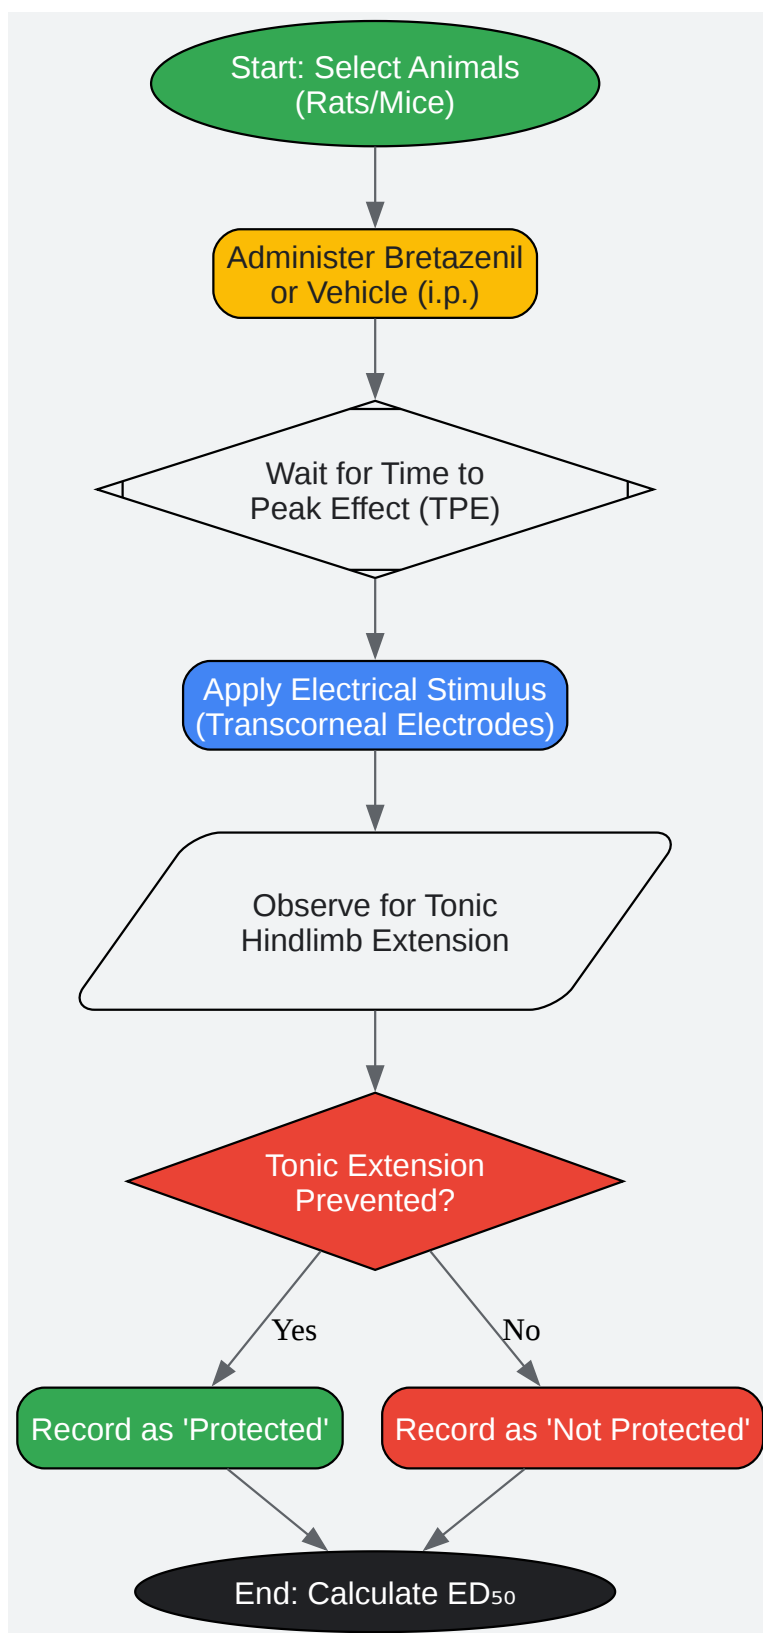 Start: Select Animals
(Rats/Mice)
Administer Bretazenil
or Vehicle (i.p.)
Wait for Time to
Peak Effect (TPE)
Apply Electrical Stimulus
(Transcorneal Electrodes)
Observe for Tonic
Hindlimb Extension
Tonic Extension
Prevented?
Yes
No
Record as 'Protected'
Record as 'Not Protected'
End: Calculate ED₅₀